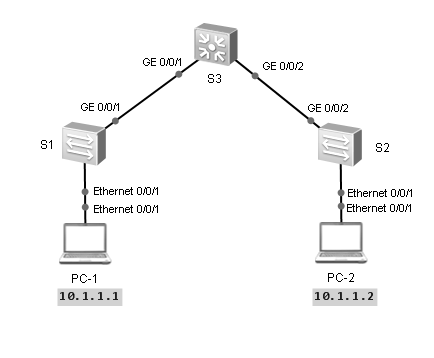 GE 0/0/1
S3
GE 0/0/2
GE 0/0/1
GE 0/0/2
S1
S2
Ethernet 0/0/1
Ethernet 0/0/1
Ethernet 0/0/1
Ethernet 0/0/1
PC-1
PC-2
10.1.1.1
10.1.1.2